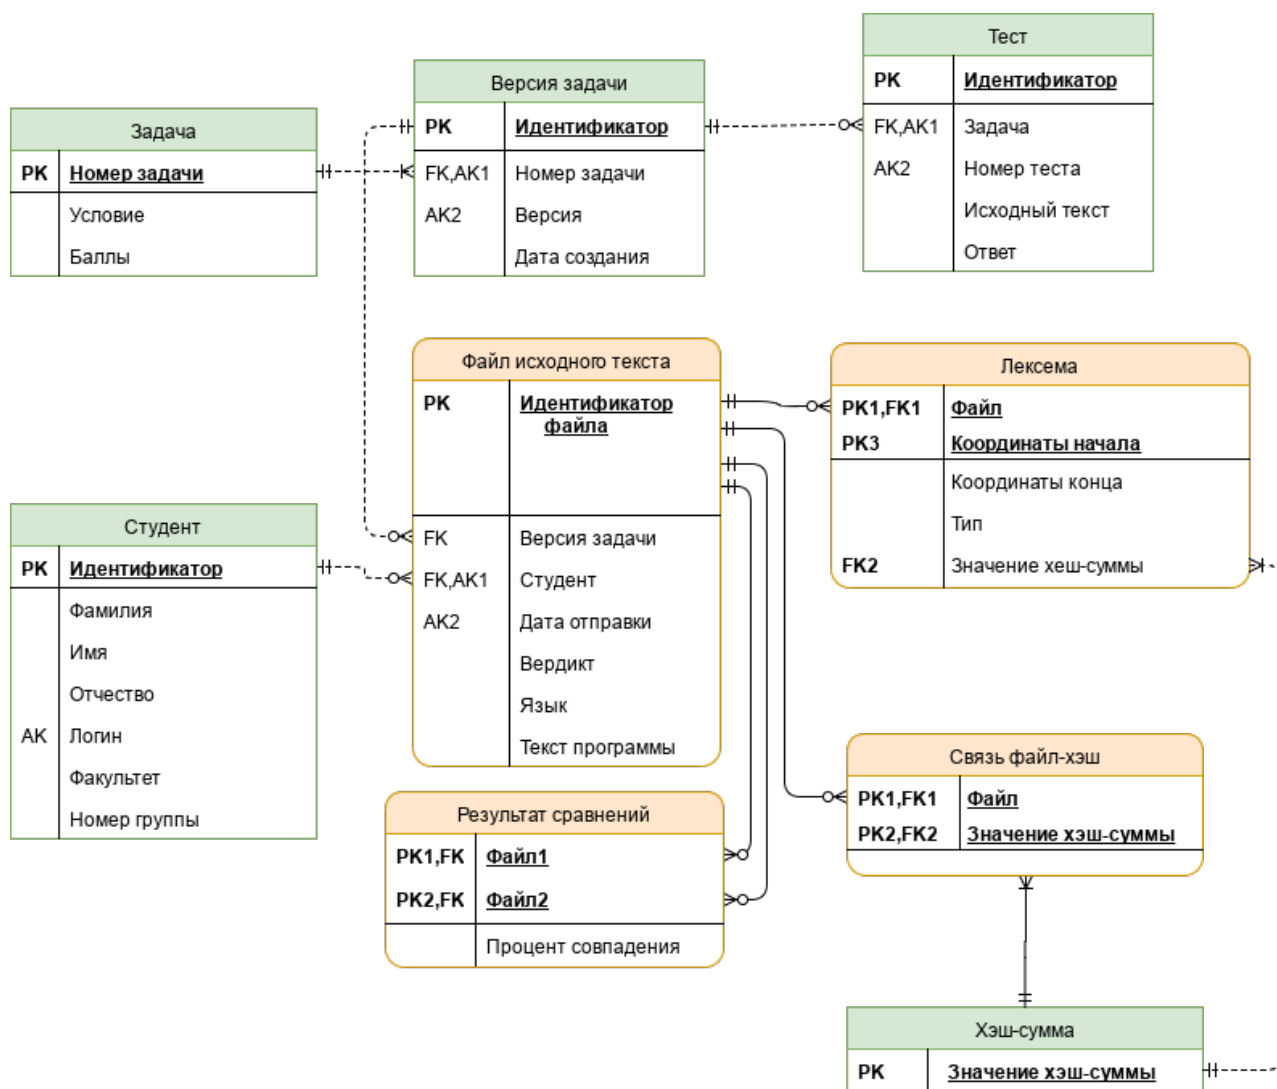 Задача
PK Номер задачи
Условие
Баллы
Версия задачи
PK Идентификатор
FK,AK1 Номер задачи
AK2 Версия
Дата создания
Тест
PK Идентификатор
FK,AK1 Задача
AK2 Номер теста
Исходный текст
Ответ
Файл исходного текста
PK Идентификатор
файла
FK Версия задачи
FK,AK1 Студент
AK2 Дата отправки
Вердикт
Язык
Текст программы
Лексема
PK1,FK1 Файл
PK3 Координаты начала
Координаты конца
Тип
FK2 Значение хеш-суммы
Студент
PK Идентификатор
Фамилия
Имя
Отчество
AK Логин
Факультет
Номер группы
Результат сравнений
PK1,FK Файл1
PK2,FK Файл2
Процент совпадения
Связь файл-хэш
PK1,FK1 Файл
PK2,FK2 Значение хэш-суммы
Хэш-сумма
PK Значение хэш-суммы